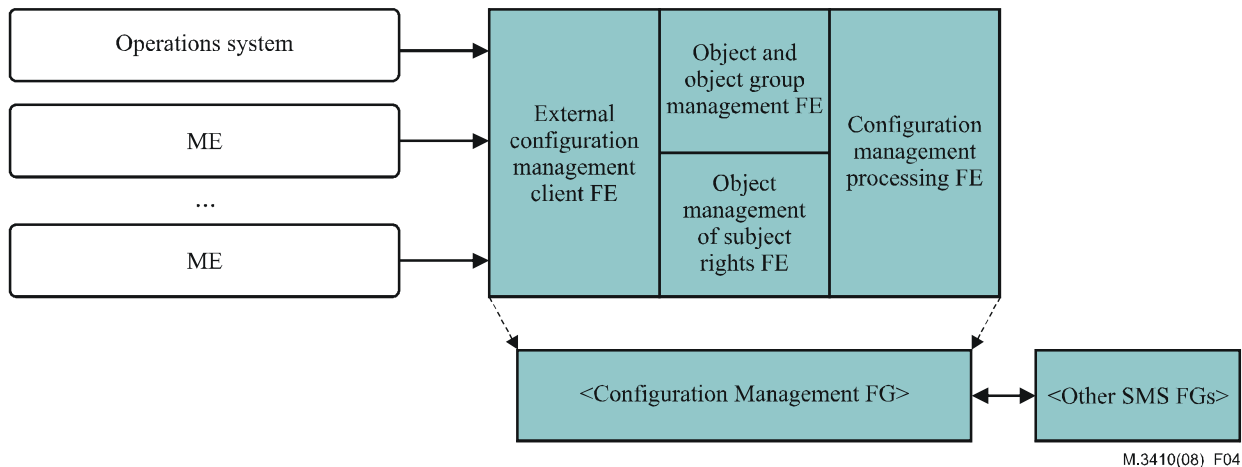 Operations system
ME
...
ME
External
configuration
management
client FE
Object and
object group
management FE
Object
management
of subject
rights FE
Configuration
management
processing FE
<Configuration Management FG>
<Other SMS FGs>
M.3410(08)_F04